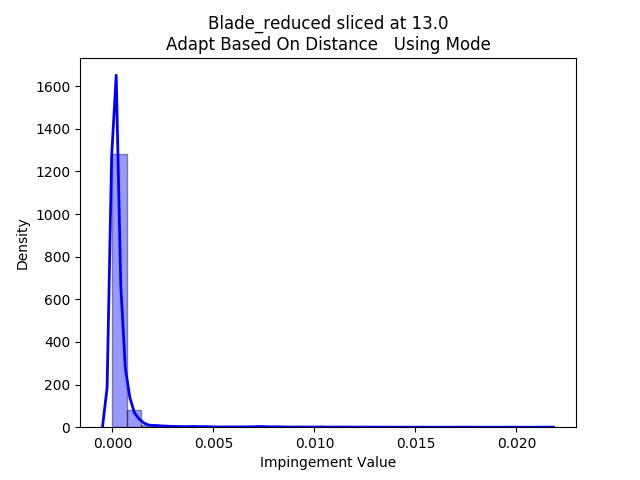 Blade_reduced sliced at 13.0
Adapt Based On Distance   Using Mode
1600
1400
1200
1000
800
600
400
200
0
Density
0.000 0.005 0.010 0.015 0.020
Impingement Value